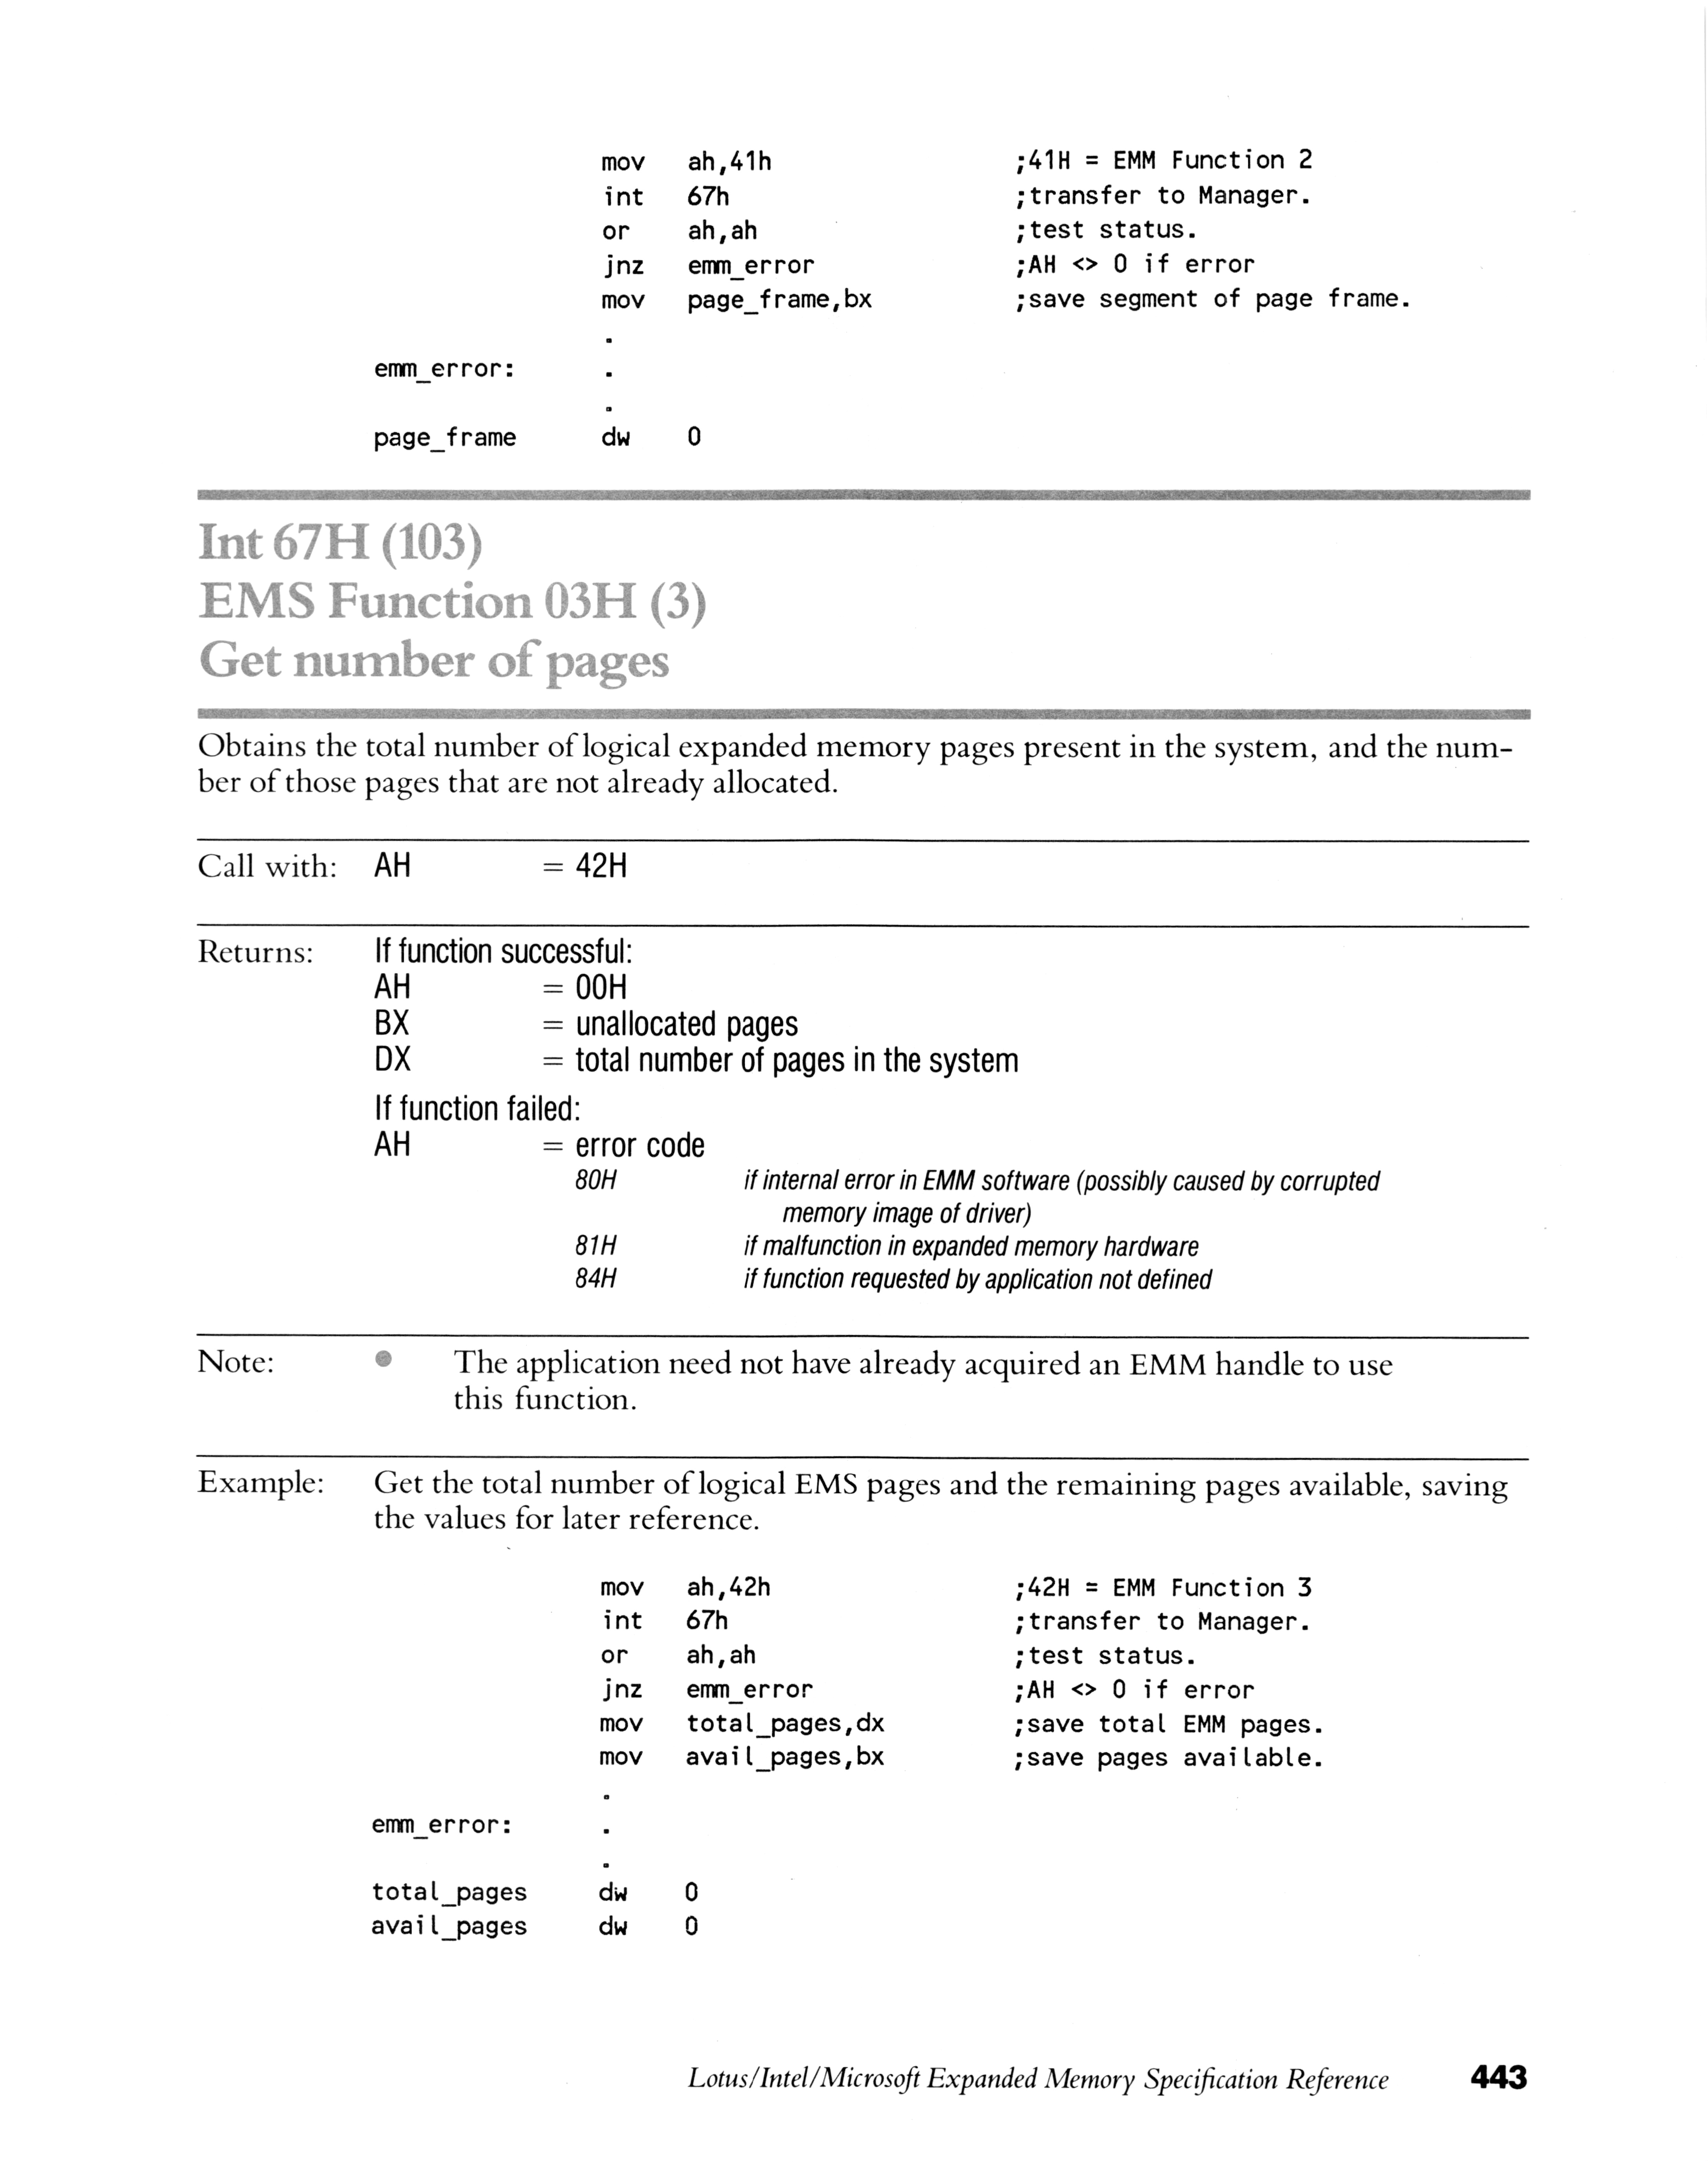 mov ah,41h ;41H = EMM Function 2
int 67h ;transfer to Manager.
or ah,ah ;test status.
jnz emm_error ;AH <> 0 if error
mov page_frame,bx ;save segment of page frame.
.
emm_error: .
.
page_frame dw 0
Int 67H (103)
EMS Function 03H (3)
Get number of pages
Obtains the total number of logical expanded memory pages present in the system, and the num-
ber of those pages that are not already allocated.
Call with: AH = 42H
Returns: If function successful:
AH = 00H
BX = unallocated pages
DX = total number of pages in the system
If function failed:
AH = error code
80H if internal error in EMM software (possibly caused by corrupted
memory image of driver)
81H if malfunction in expanded memory hardware
84H if function requested by application not defined
Note: • The application need not have already acquired an EMM handle to use
this function.
Example: Get the total number of logical EMS pages and the remaining pages available, saving
the values for later reference.
mov ah,42h ;42H = EMM Function 3
int 67h ;transfer to Manager.
or ah,ah ;test status.
jnz emm_error ;AH <> 0 if error
mov total_pages,dx ;save total EMM pages.
mov avail_pages,bx ;save pages available.
.
emm_error: .
.
total_pages dw 0
avail_pages dw 0
Lotus/Intel/Microsoft Expanded Memory Specification Reference 443